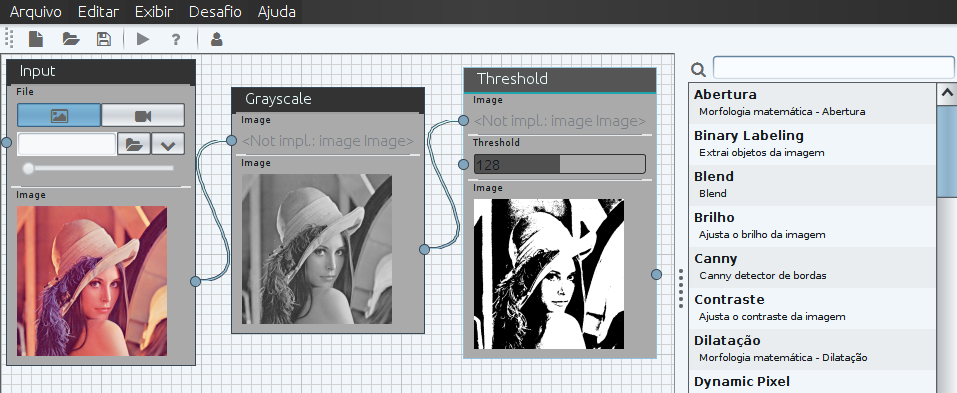 Arquivo Editar Exibir Desafio Ajuda
?
Input
File
Image
Grayscale
Image
<Not impl.: image Image>
Image
Threshold
Image
<Not impl.: image Image>
Threshold
128
Image
Abertura
Morfologia matemática - Abertura
Binary Labeling
Extrai objetos da imagem
Blend
Blend
Brilho
Ajusta o brilho da imagem
Canny
Canny detector de bordas
Contraste
Ajusta o contraste da imagem
Dilatação
Morfologia matemática - Dilatação
Dynamic Pixel